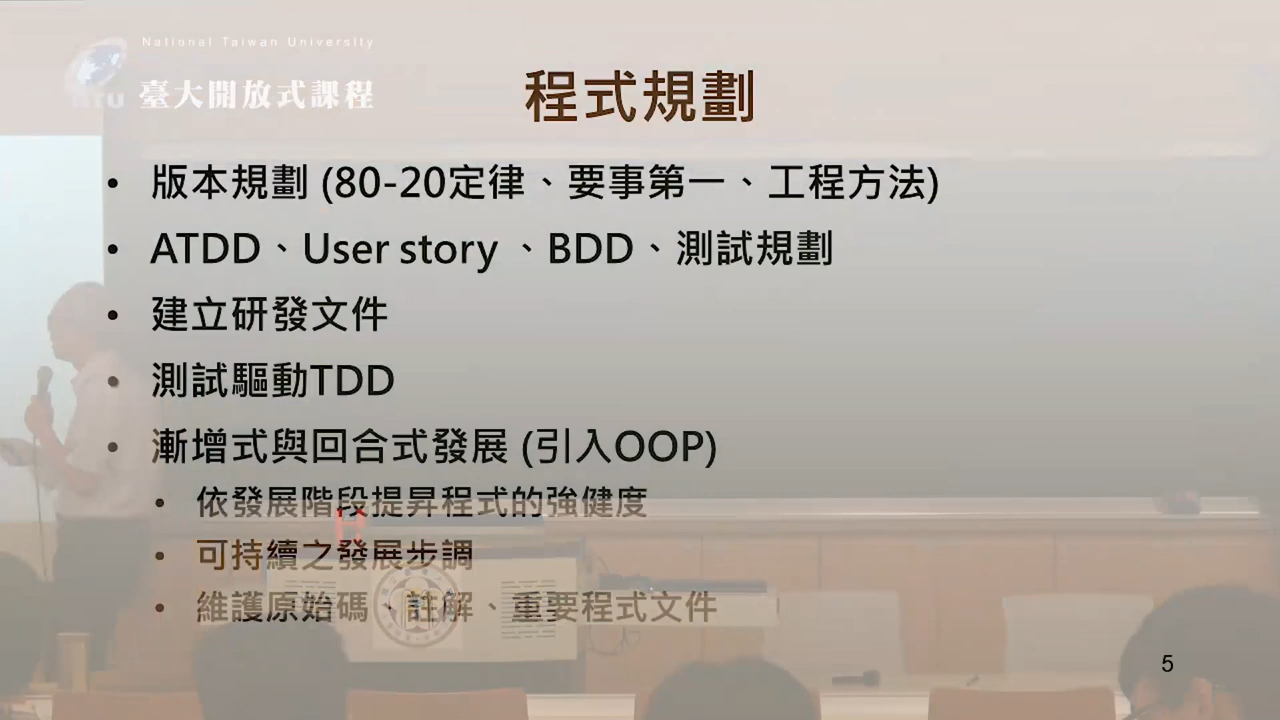 National Taiwan University
臺大開放式課程
程式規劃
• 版本規劃 (80-20定律、要事第一、工程方法)
• ATDD、User story 、BDD、測試規劃
• 建立研發文件
• 測試驅動TDD
• 漸增式與回合式發展 (引入OOP)
• 依發展階段提昇程式的強健度
• 可持續之發展步調
• 維護原始碼、註解、重要程式文件
5